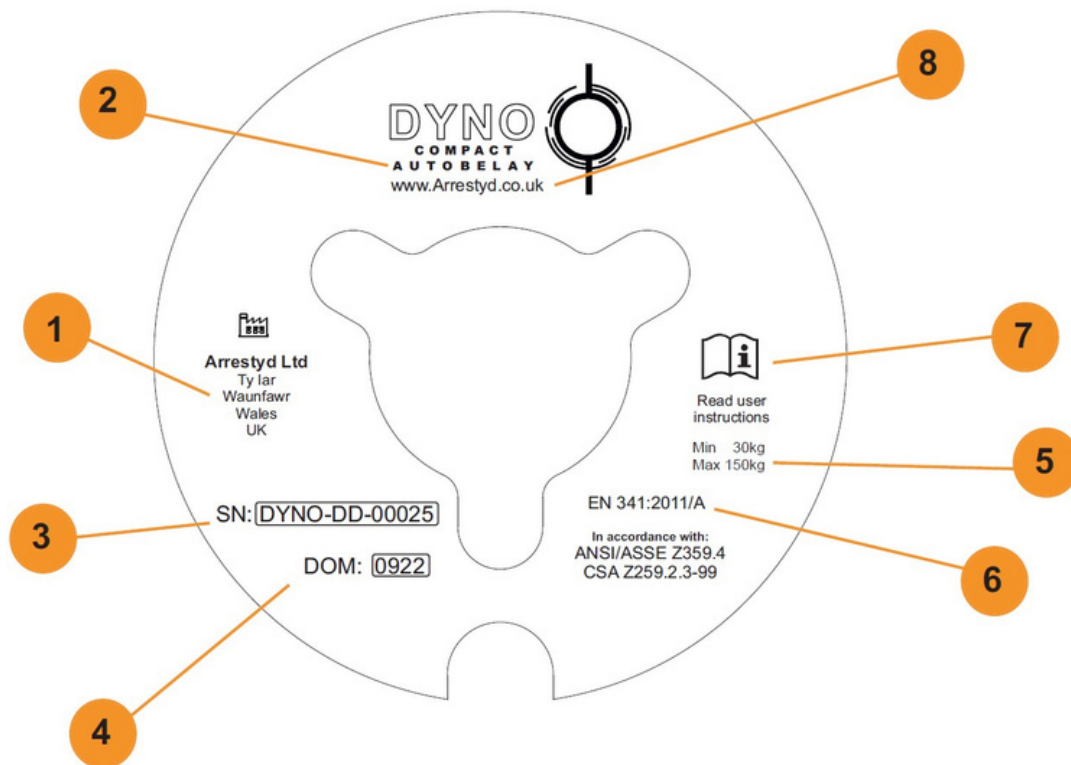 2
8
DYNO
COMPACT
AUTOBELAY
www.Arrestyd.co.uk
1
Arrestyd Ltd
Ty Iar
Waunfawr
Wales
UK
7
Read user
instructions
Min 30kg
Max 150kg
5
3
SN: DYNO-DD-00025
EN 341:2011/A
In accordance with:
ANSI/ASSE Z359.4
CSA Z259.2.3-99
6
DOM: 0922
4